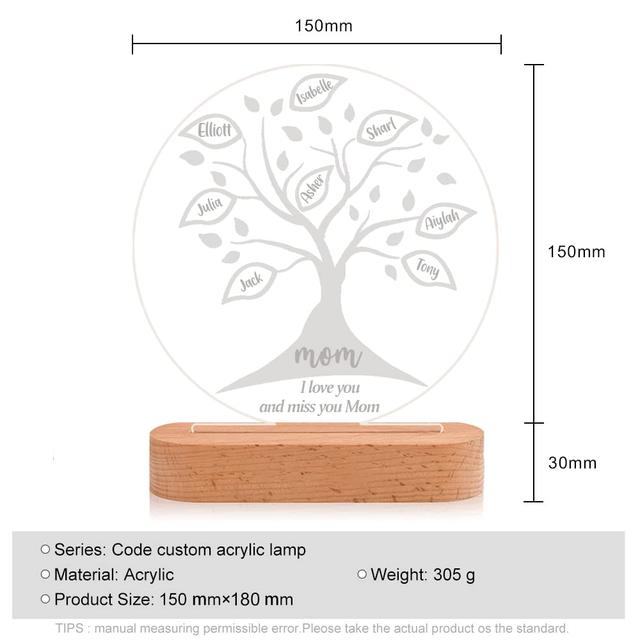 150mm
Isabelle
Elliott
Sharl
Asher
Julia
Aiylah
Jack
Tony
150mm
mom
I love you
and miss you Mom
30mm
Series: Code custom acrylic lamp
Material: Acrylic
Weight: 305 g
Product Size: 150 mm×180 mm
TIPS : manual measuring permissible error.Please take the actual product os the standard.